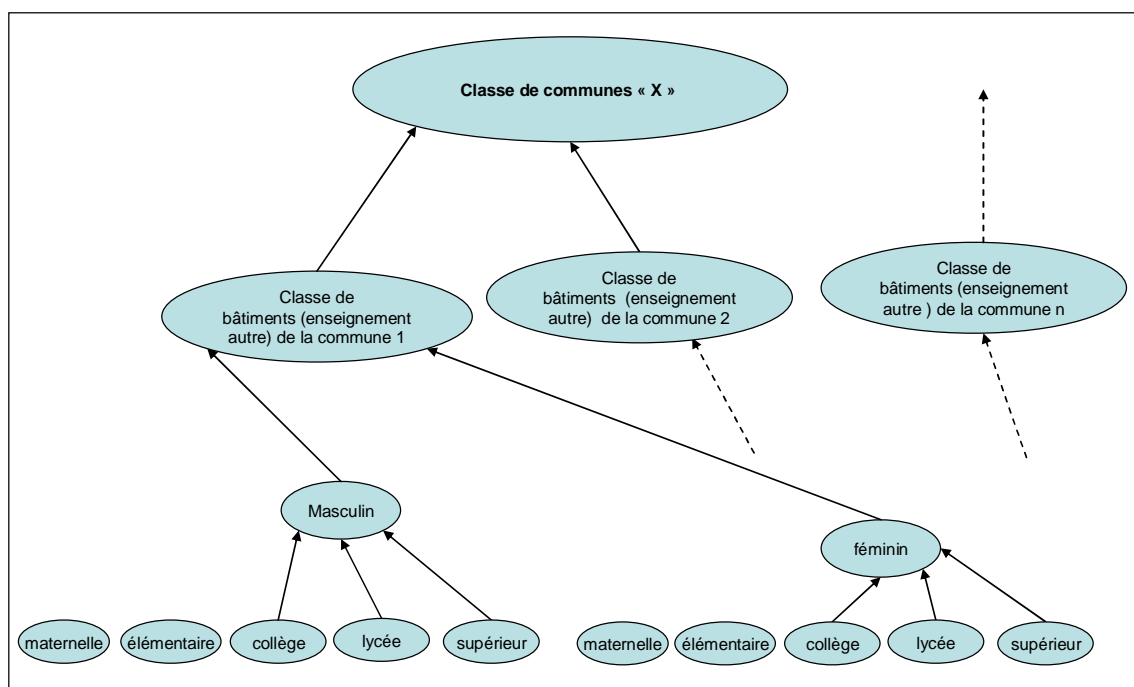 Classe de communes « X »
Classe de
bâtiments (enseignement
autre) de la commune 1
Classe de
bâtiments (enseignement
autre) de la commune 2
Classe de
bâtiments (enseignement
autre ) de la commune n
Masculin
féminin
maternelle
élémentaire
collège
lycée
supérieur
maternelle
élémentaire
collège
lycée
supérieur